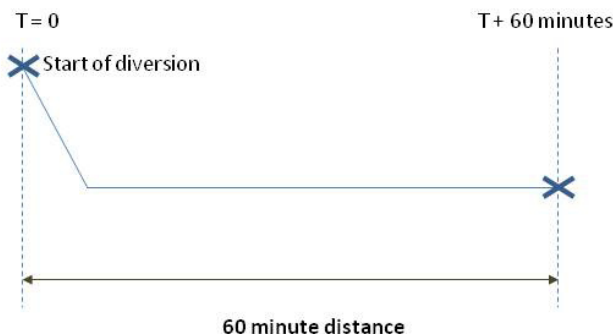 T = 0
T + 60 minutes
Start of diversion
60 minute distance